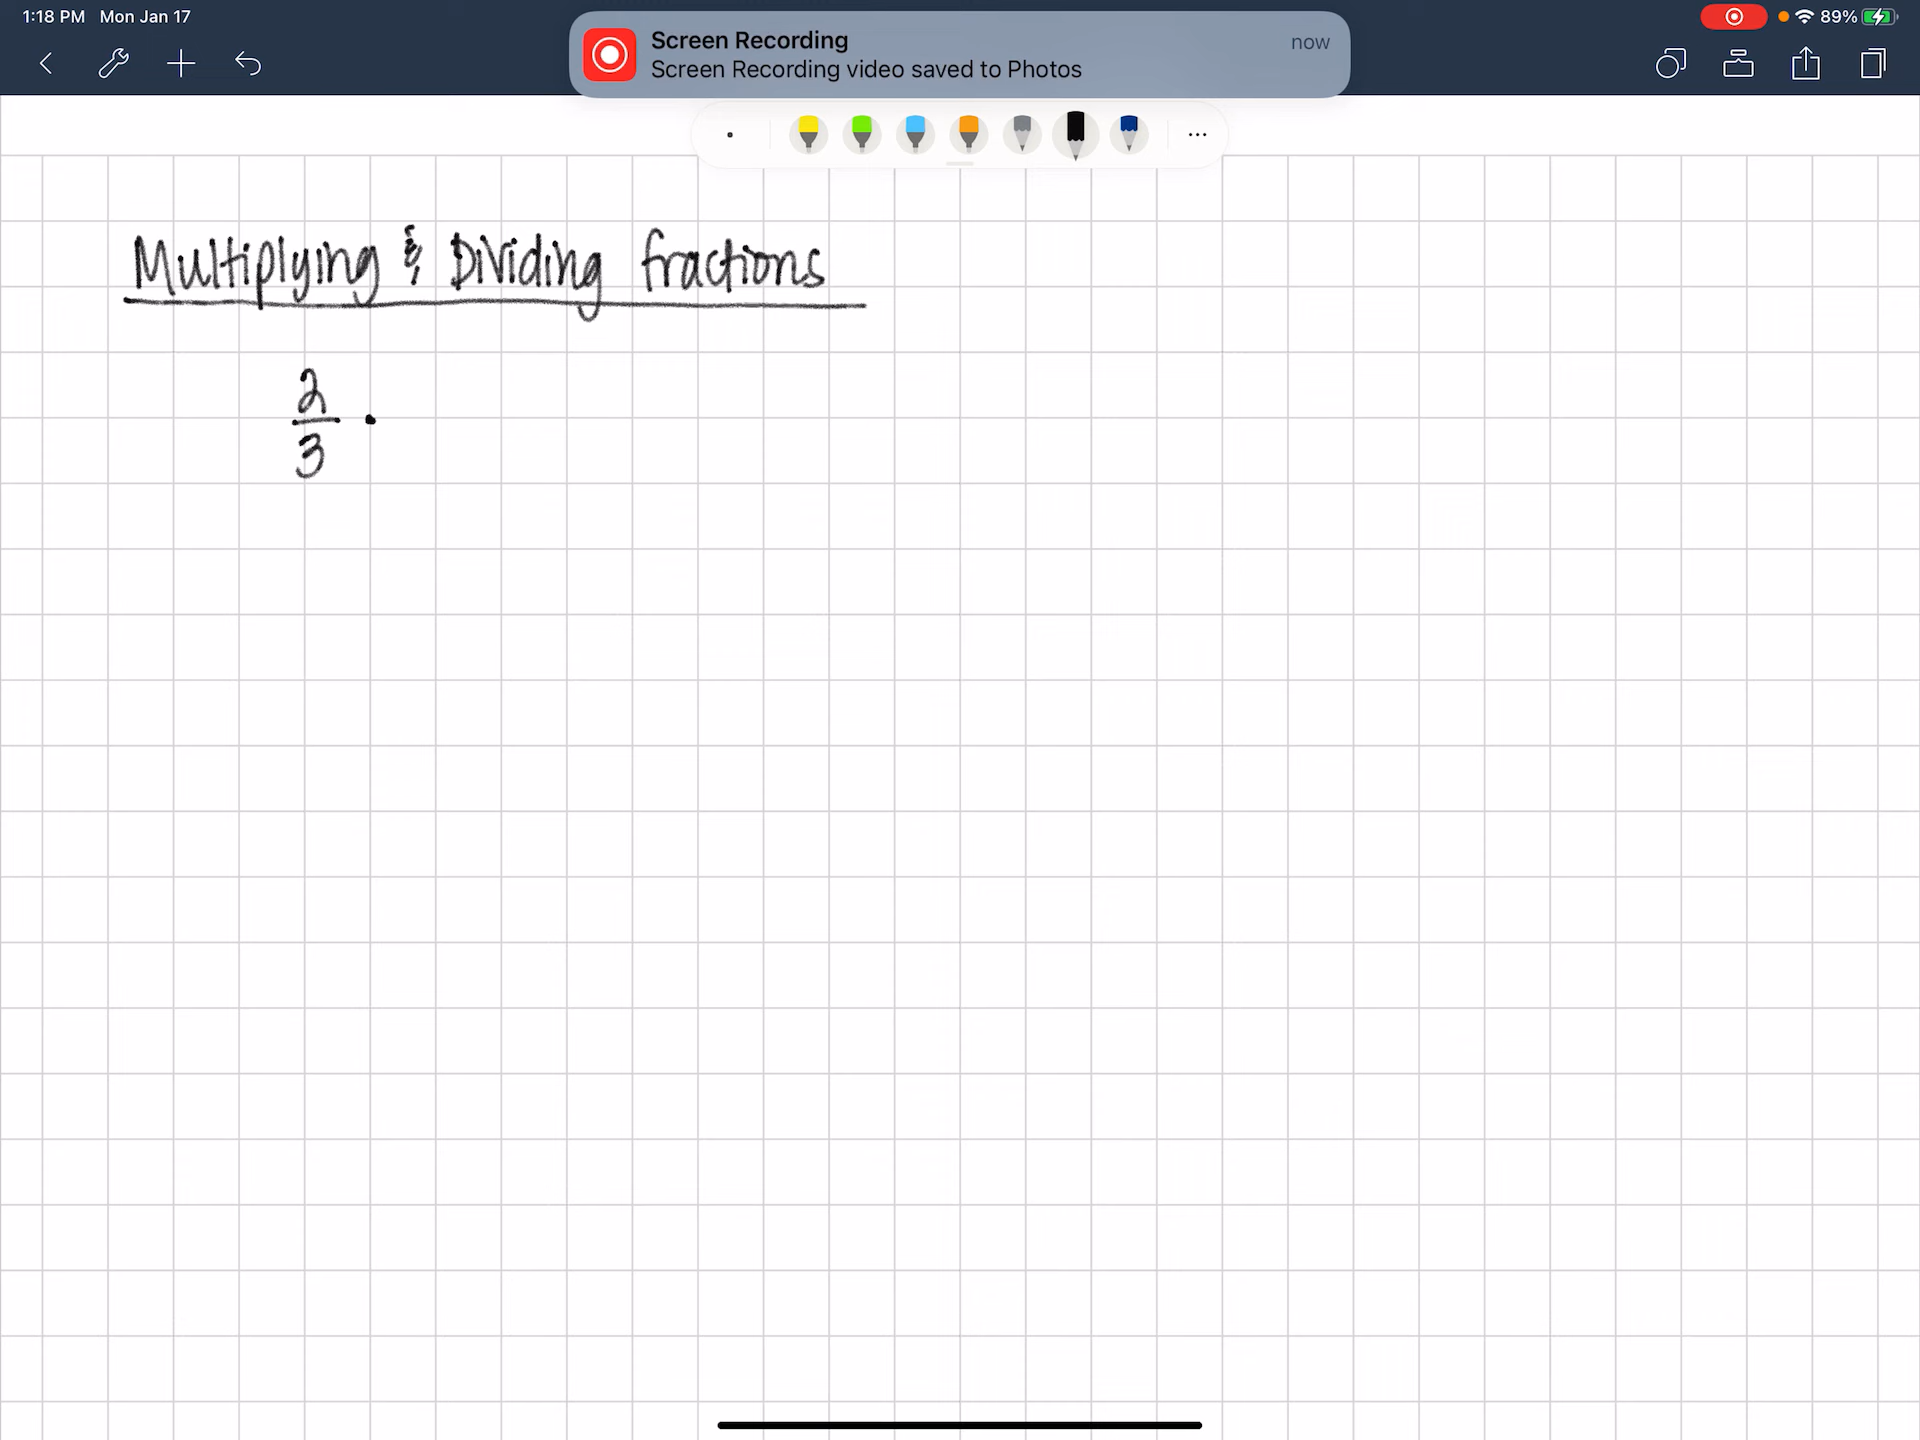 1:18 PM Mon Jan 17
89%
Screen Recording
now
Screen Recording video saved to Photos
Multiplying & Dividing fractions
2
3 ·